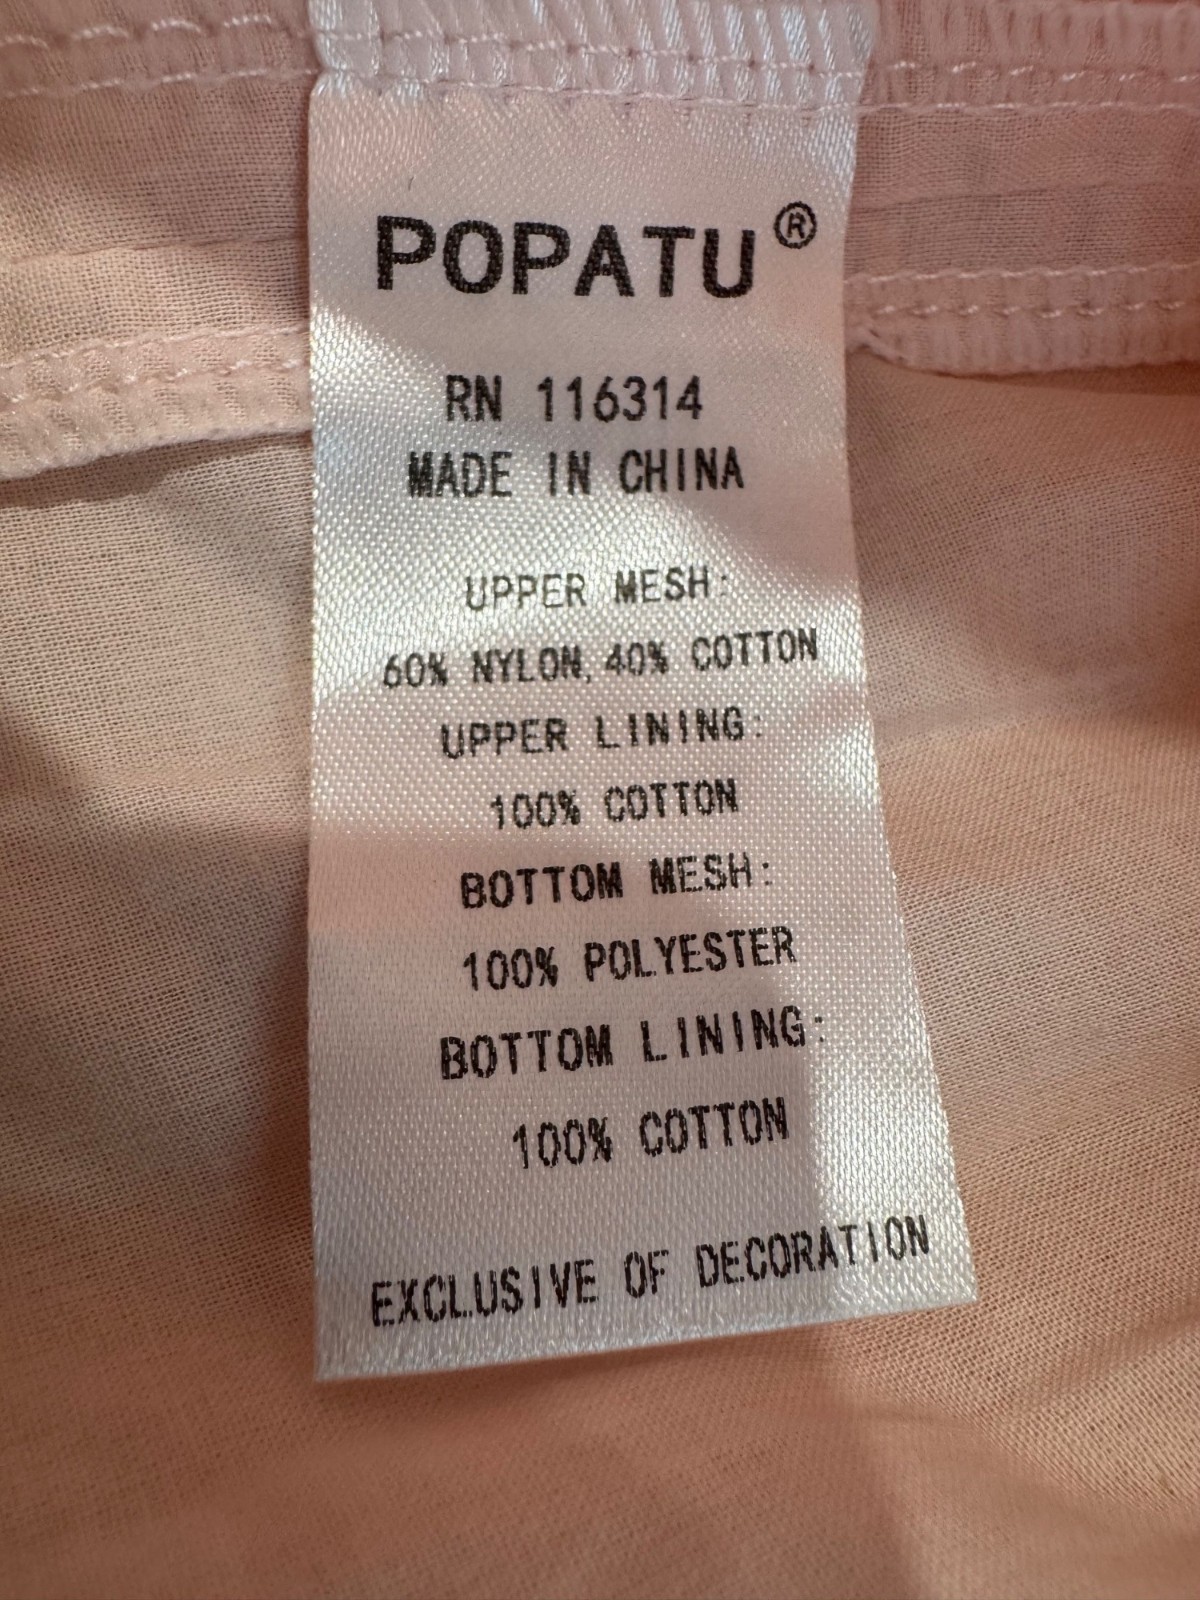 POPATU®
RN 116314
MADE IN CHINA
UPPER MESH:
60% NYLON, 40% COTTON
UPPER LINING:
100% COTTON
BOTTOM MESH:
100% POLYESTER
BOTTOM LINING:
100% COTTON
EXCLUSIVE OF DECORATION